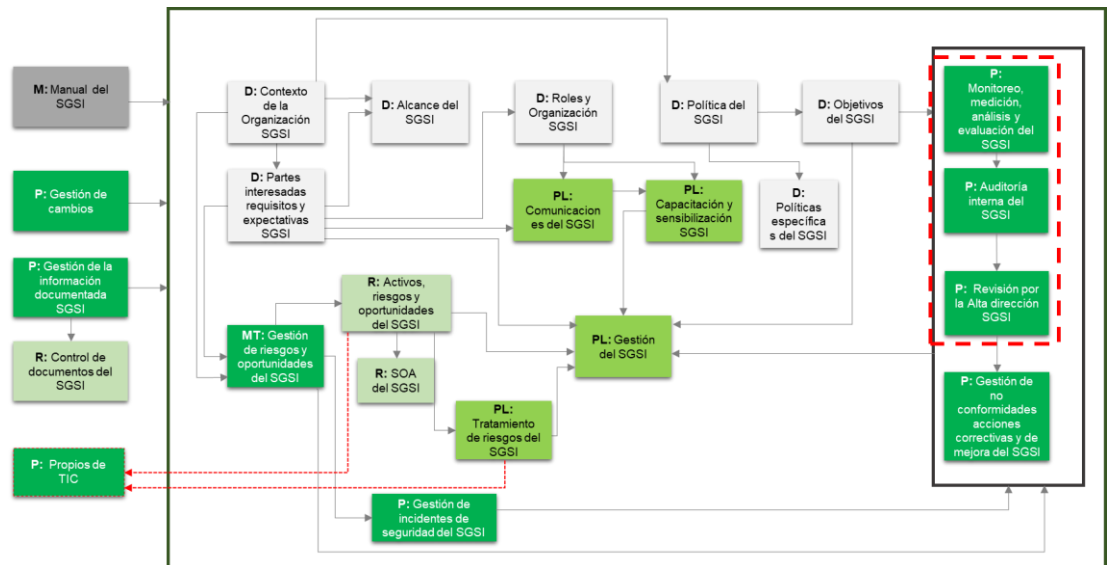 M: Manual del
SGSI
P: Gestión de
cambios
P: Gestión de la
información
documentada
SGSI
R: Control de
documentos del
SGSI
P: Propios de
TIC
D: Contexto
de la
Organización
SGSI
D: Alcance del
SGSI
D: Roles y
Organización
SGSI
D: Política del
SGSI
D: Objetivos
del SGSI
D: Partes
interesadas
requisitos y
expectativas
SGSI
PL:
Comunicacion
es del SGSI
PL:
Capacitación y
sensibilización
SGSI
D:
Políticas
específica
s del SGSI
R: Activos,
riesgos y
oportunidades
del SGSI
MT: Gestión
de riesgos y
oportunidades
del SGSI
R: SOA
del SGSI
PL: Gestión
del SGSI
PL:
Tratamiento
de riesgos del
SGSI
P: Gestión de
incidentes de
seguridad del SGSI
P:
Monitoreo,
medición,
análisis y
evaluación del
SGSI
P: Auditoría
interna del
SGSI
P: Revisión por
la Alta dirección
SGSI
P: Gestión de
no
conformidades
acciones
correctivas y de
mejora del SGSI